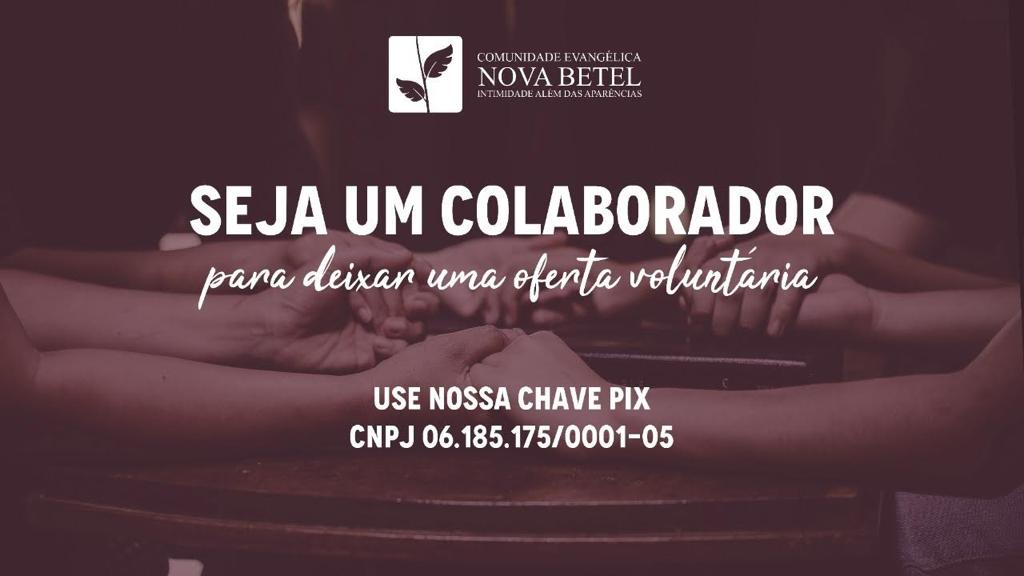 COMUNIDADE EVANGÉLICA
NOVA BETEL
INTIMIDADE ALÉM DAS APARÊNCIAS
SEJA UM COLABORADOR
para deixar uma oferta voluntária
USE NOSSA CHAVE PIX
CNPJ 06.185.175/0001-05